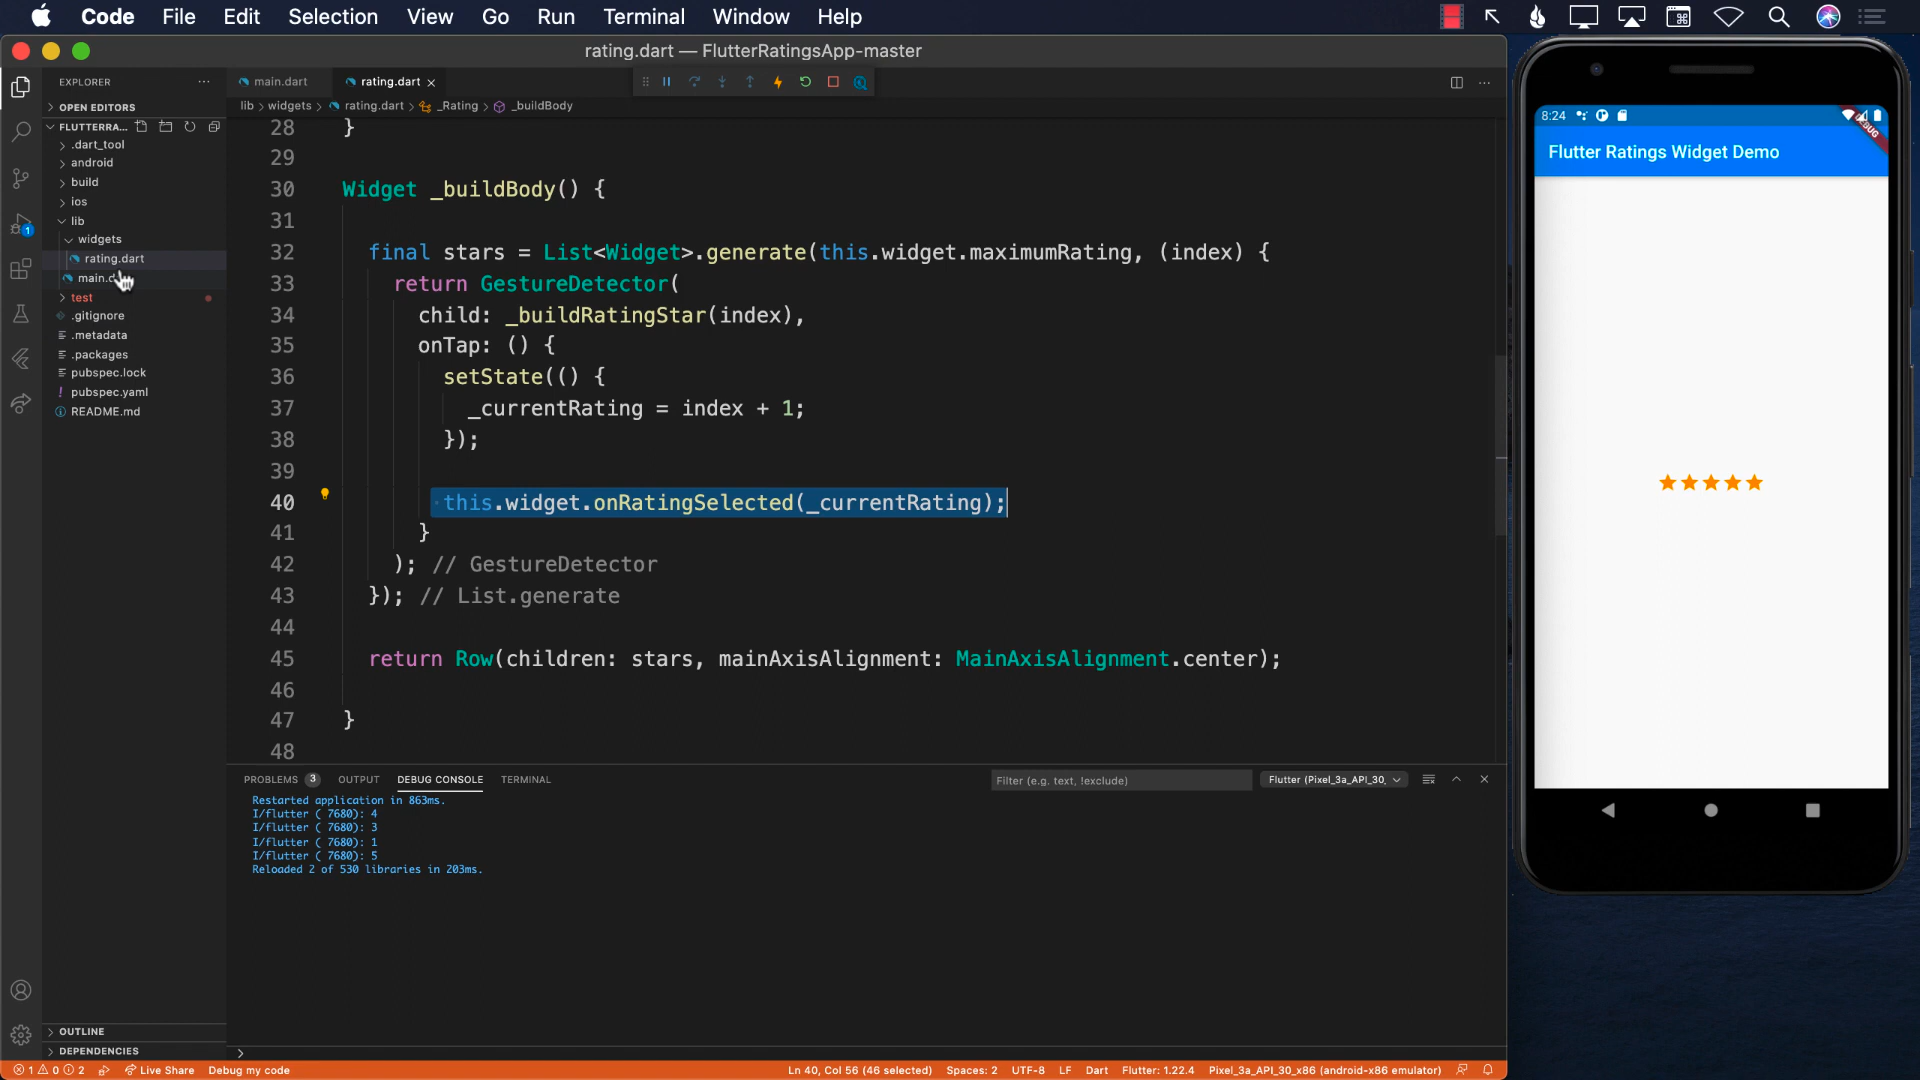 Code File Edit Selection View Go Run Terminal Window Help
rating.dart — FlutterRatingsApp-master
EXPLORER
main.dart
rating.dart
OPEN EDITORS
lib > widgets > rating.dart > _Rating > _buildBody
FLUTTERRA...
.dart_tool
android
build
ios
lib
widgets
rating.dart
test
.gitignore
.metadata
.packages
pubspec.lock
! pubspec.yaml
README.md
1
28 }
29
30 Widget _buildBody() {
31
32 final stars = List<Widget>.generate(this.widget.maximumRating, (index) {
33 return GestureDetector(
34 child: _buildRatingStar(index),
35 onTap: () {
36 setState(() {
37 _currentRating = index + 1;
38 });
39
40 this.widget.onRatingSelected(_currentRating);
41 }
42 ); // GestureDetector
43 }); // List.generate
44
45 return Row(children: stars, mainAxisAlignment: MainAxisAlignment.center);
46
47 }
48
PROBLEMS 3 OUTPUT DEBUG CONSOLE TERMINAL
Filter (e.g. text, !exclude)
Flutter (Pixel_3a_API_30_
Restarted application in 863ms.
I/flutter ( 7680): 4
I/flutter ( 7680): 3
I/flutter ( 7680): 1
I/flutter ( 7680): 5
Reloaded 2 of 530 libraries in 203ms.
>
OUTLINE
DEPENDENCIES
1 0 2 Live Share Debug my code
Ln 40, Col 56 (46 selected) Spaces: 2 UTF-8 LF Dart Flutter: 1.22.4 Pixel_3a_API_30_x86 (android-x86 emulator)
8:24
DEBUG
Flutter Ratings Widget Demo